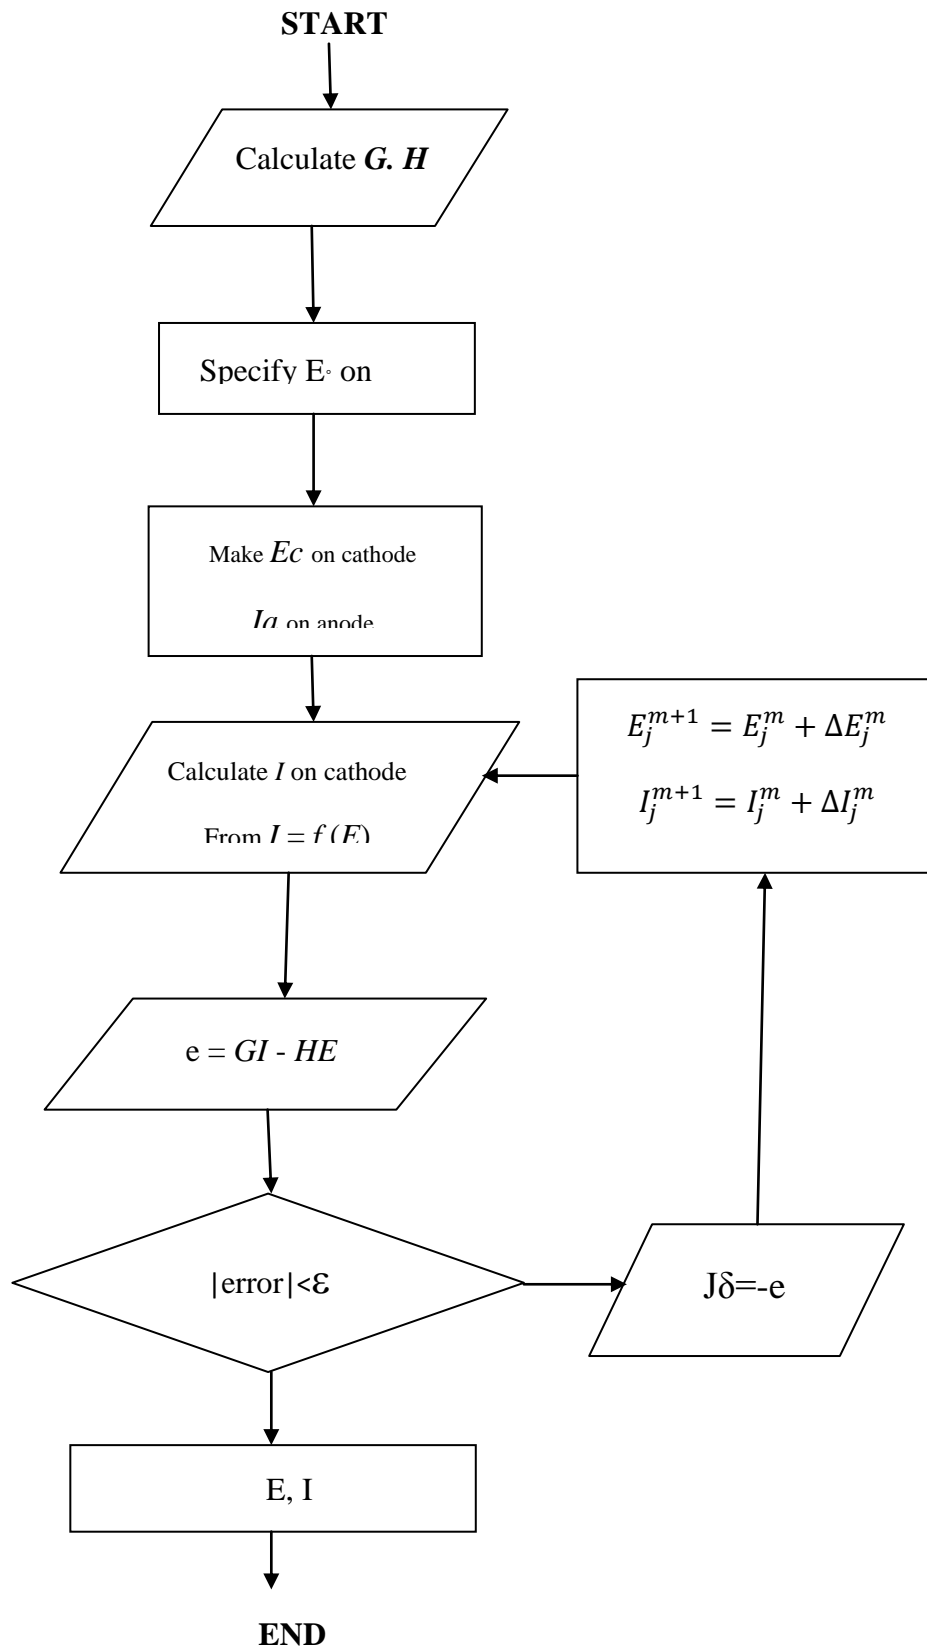 START
Calculate G. H
Specify E◦ on
Make Ec on cathode
Ia on anode
Calculate I on cathode
From I = f (E)
E_j^{m+1} = E_j^m + ΔE_j^m
I_j^{m+1} = I_j^m + ΔI_j^m
e = GI - HE
|error|<ε
Jδ=-e
E, I
END